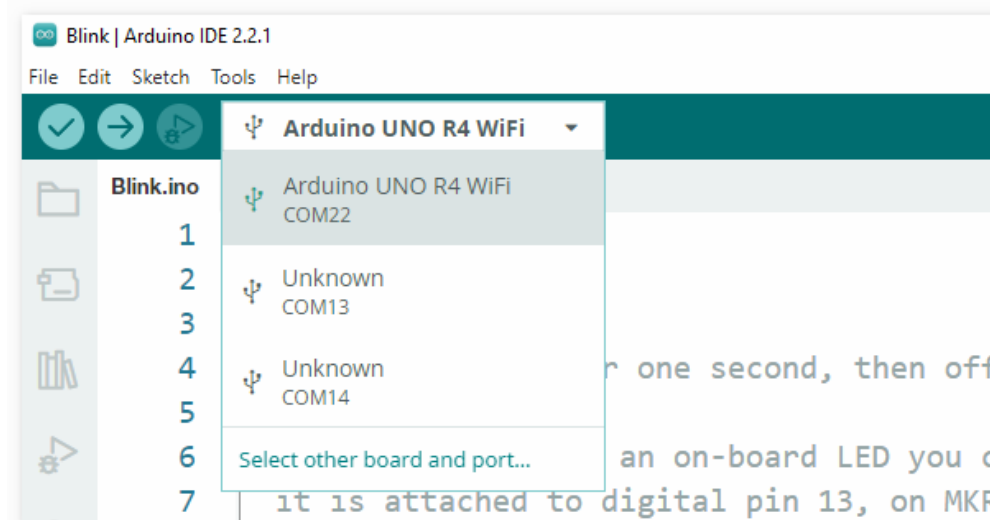 Blink | Arduino IDE 2.2.1
File Edit Sketch Tools Help
Arduino UNO R4 WiFi
Blink.ino
Arduino UNO R4 WiFi
COM22
Unknown
COM13
Unknown
COM14
Select other board and port...
1
2
3
4 one second, then off
5
6 an on-board LED you
7 it is attached to digital pin 13, on MKR